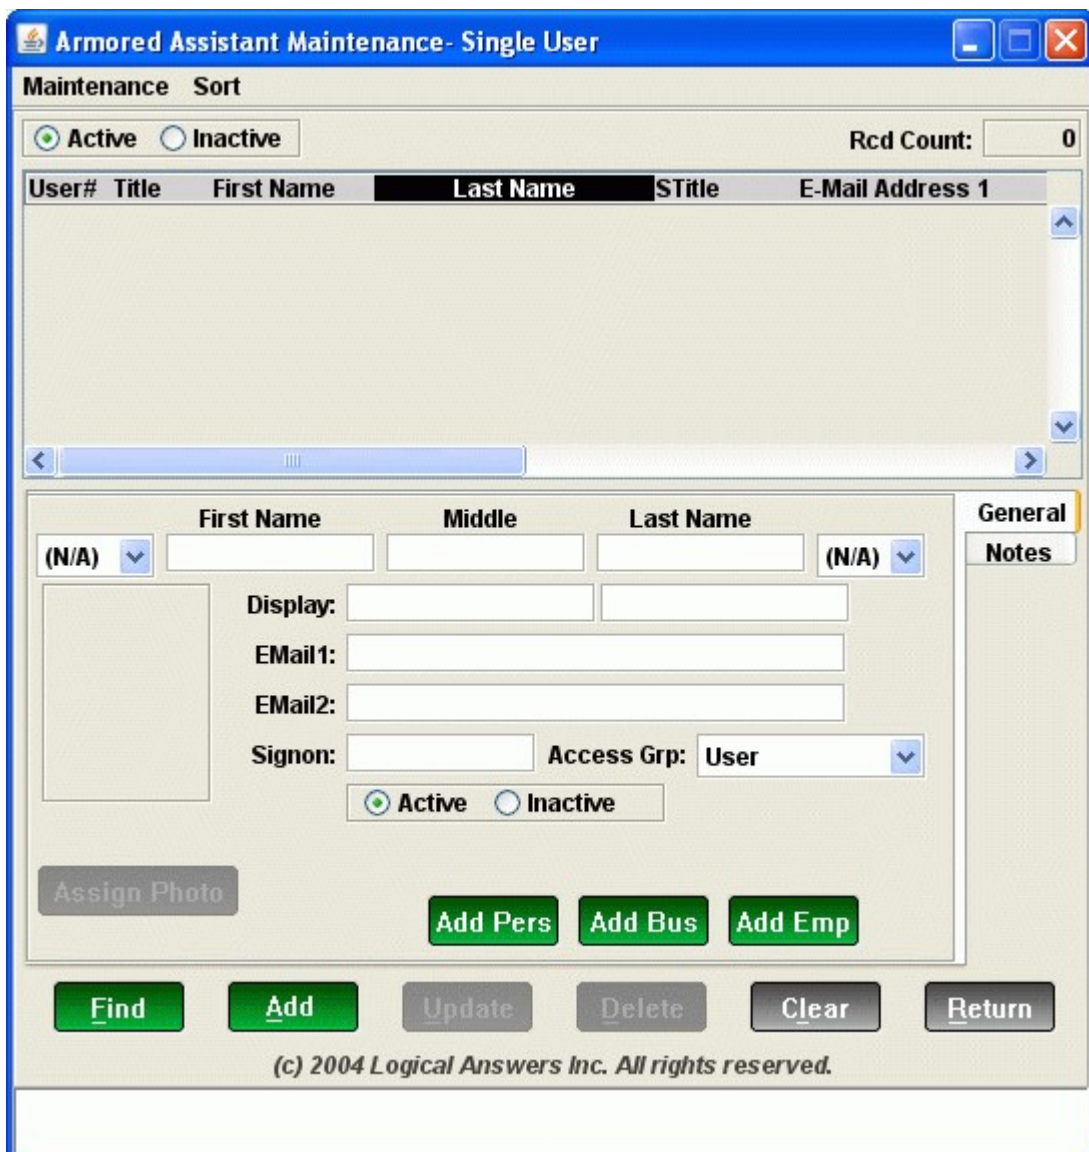 Armored Assistant Maintenance- Single User
Maintenance Sort
Active Inactive Rcd Count: 0
User# Title First Name Last Name STitle E-Mail Address 1
First Name Middle Last Name General
(N/A) (N/A) Notes
Display:
EMail1:
EMail2:
Signon: Access Grp: User
Active Inactive
Assign Photo
Add Pers Add Bus Add Emp
Find Add Update Delete Clear Return
(c) 2004 Logical Answers Inc. All rights reserved.